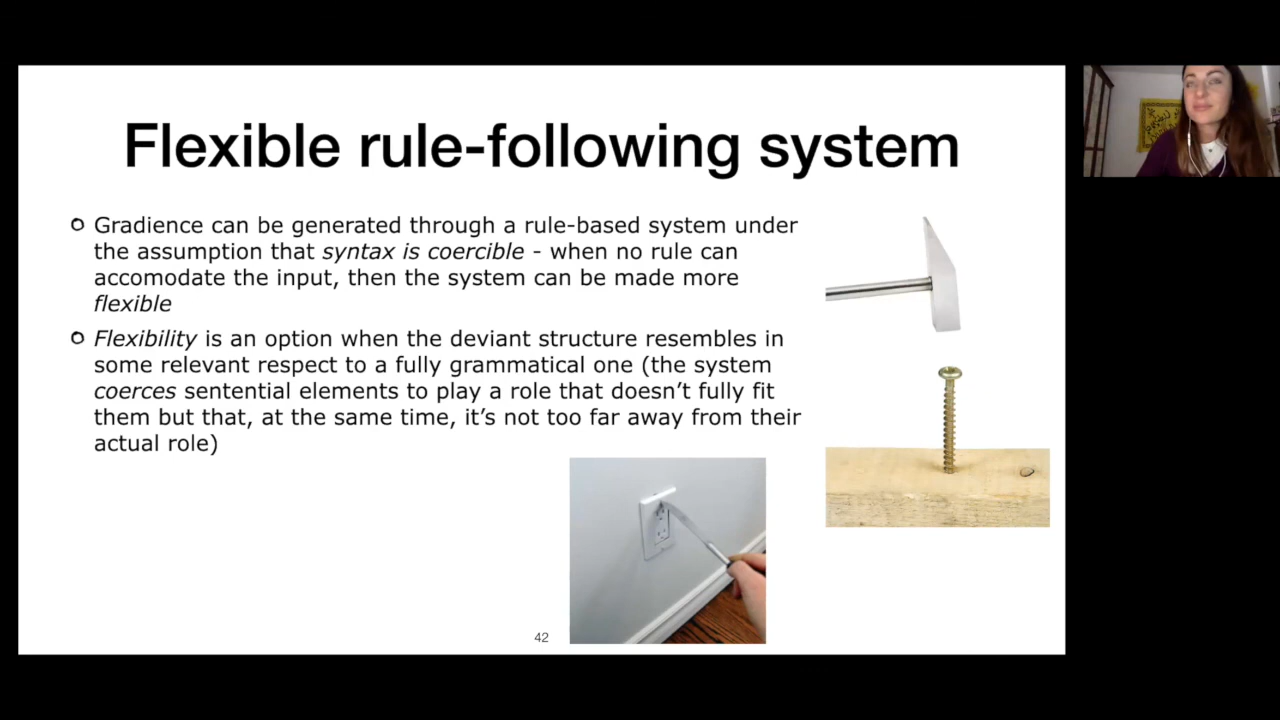 Flexible rule-following system
Gradience can be generated through a rule-based system under
the assumption that syntax is coercible - when no rule can
accomodate the input, then the system can be made more
flexible
Flexibility is an option when the deviant structure resembles in
some relevant respect to a fully grammatical one (the system
coerces sentential elements to play a role that doesn’t fully fit
them but that, at the same time, it’s not too far away from their
actual role)
42